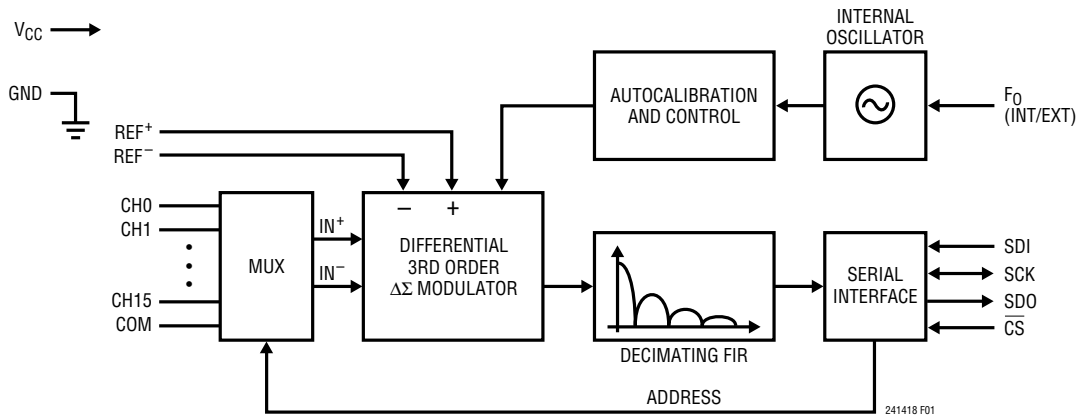 VCC
GND
REF+
REF−
CH0
CH1
CH15
COM
MUX
IN+
IN−
− +
DIFFERENTIAL
3RD ORDER
ΔΣ MODULATOR
AUTOCALIBRATION
AND CONTROL
INTERNAL
OSCILLATOR
FO
(INT/EXT)
DECIMATING FIR
SERIAL
INTERFACE
SDI
SCK
SDO
C̅S̅
ADDRESS
241418 F01